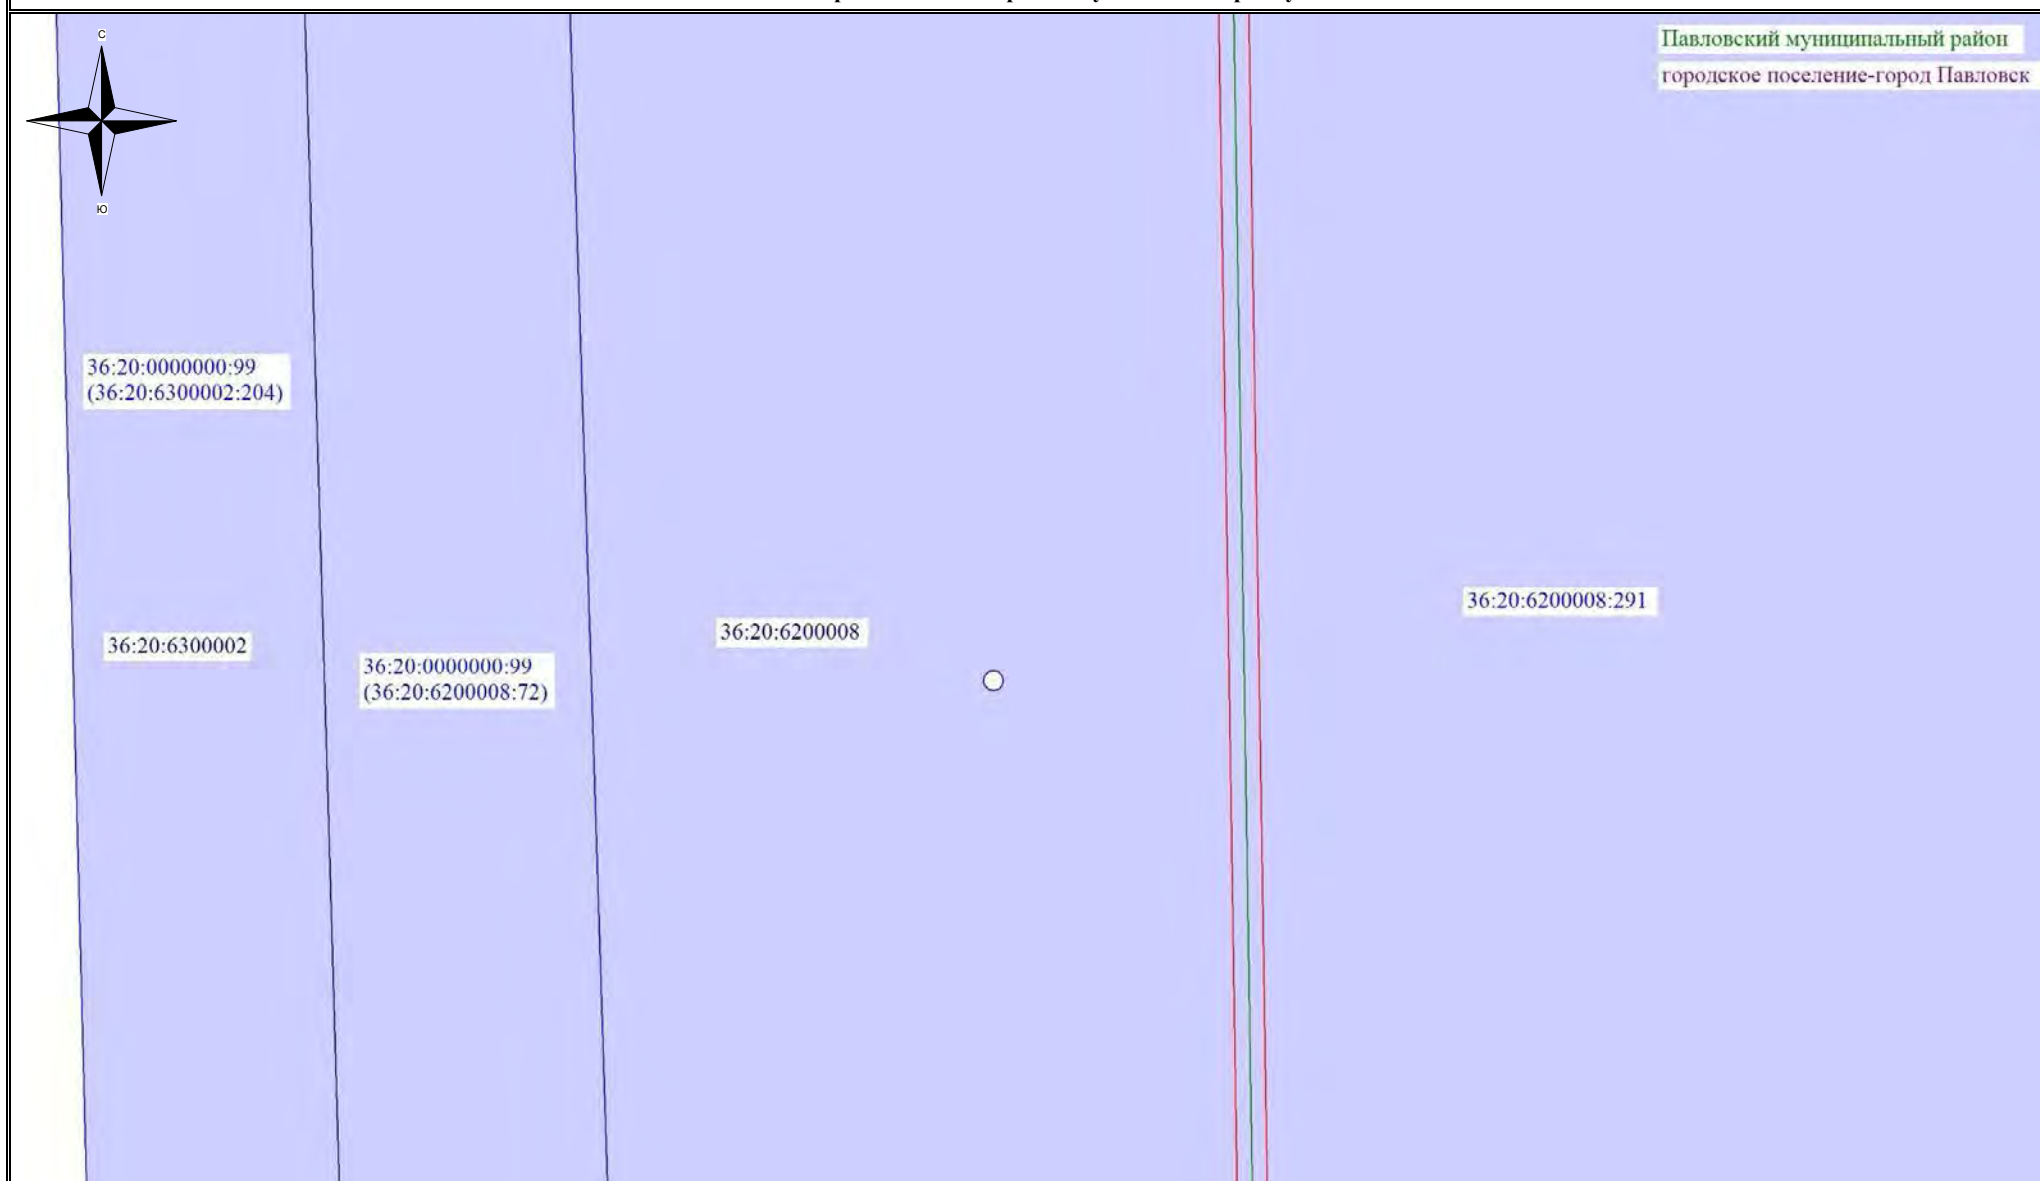 С
Ю
Павловский муниципальный район
городское поселение-город Павловск
36:20:0000000:99
(36:20:6300002:204)
36:20:6300002
36:20:0000000:99
(36:20:6200008:72)
36:20:6200008
36:20:6200008:291